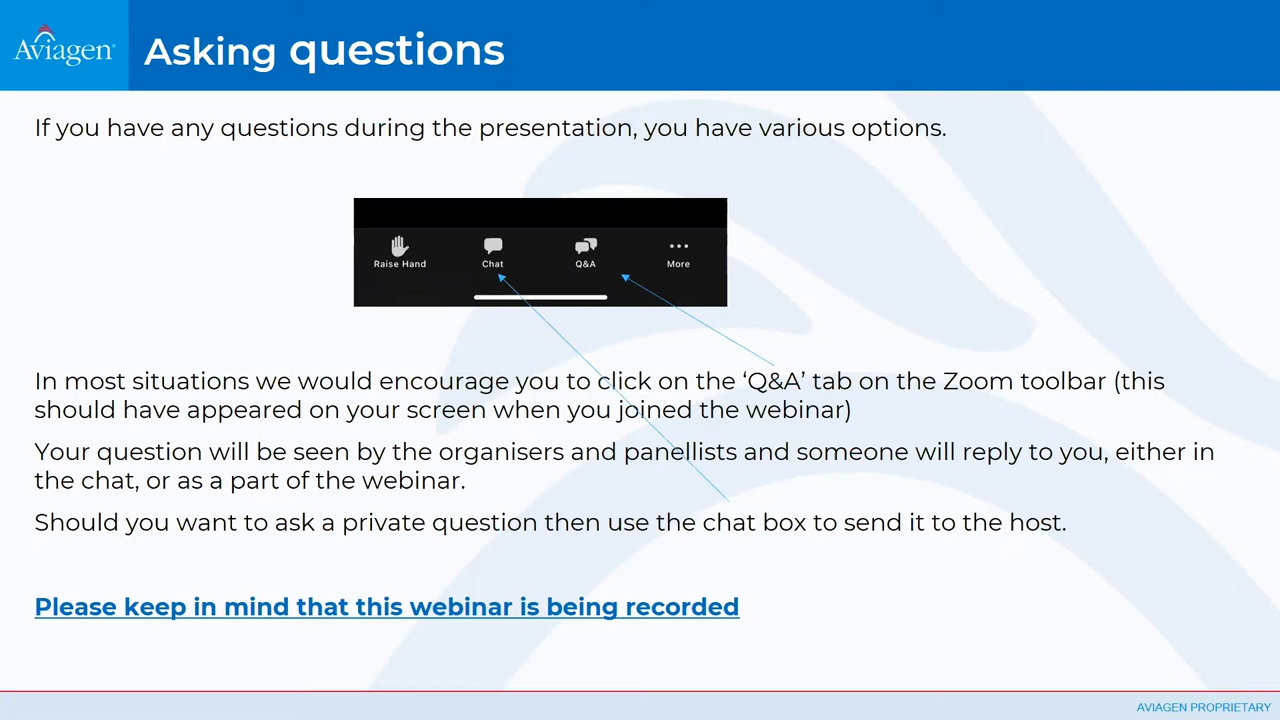 Aviagen®
Asking questions
If you have any questions during the presentation, you have various options.
Raise Hand
Chat
Q&A
More
In most situations we would encourage you to click on the ‘Q&A’ tab on the Zoom toolbar (this
should have appeared on your screen when you joined the webinar)
Your question will be seen by the organisers and panellists and someone will reply to you, either in
the chat, or as a part of the webinar.
Should you want to ask a private question then use the chat box to send it to the host.
Please keep in mind that this webinar is being recorded
AVIAGEN PROPRIETARY